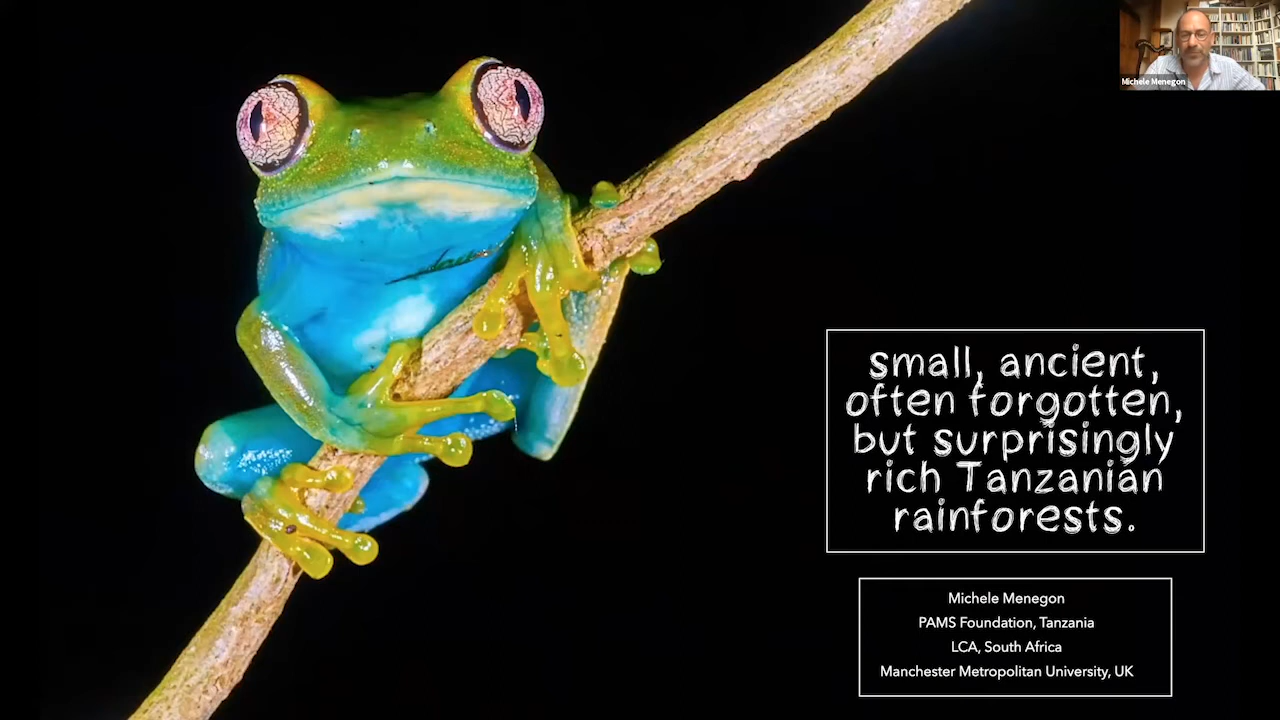 Michele Menegon
small, ancient,
often forgotten,
but surprisingly
rich Tanzanian
rainforests.
Michele Menegon
PAMS Foundation, Tanzania
LCA, South Africa
Manchester Metropolitan University, UK